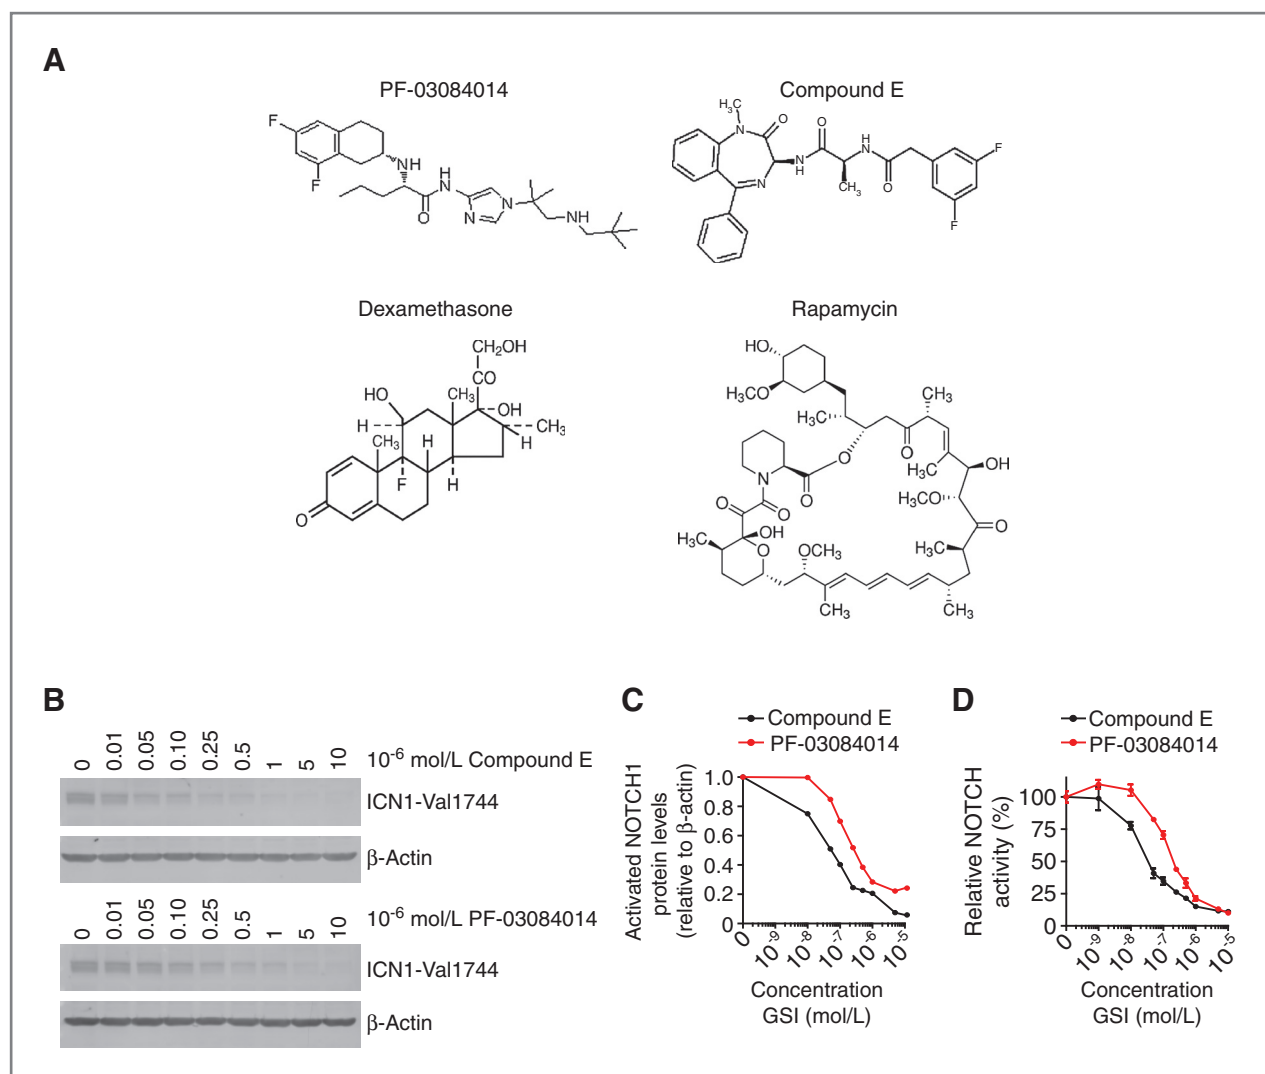 A
PF-03084014
F
F
NH
H
N
O
N
N
NH
Compound E
H₃C
N
O
N
N
H
O
CH₃
H
N
O
F
F
Dexamethasone
CH₂OH
CO
HO
CH₃
OH
H
CH₃
H
CH₃
H
F
H
O
Rapamycin
HO
H₃CO
H₃C
CH₃
O
O
H₃C
OH
N
O
H₃CO
O
O
O
OH
H₃C
O
OCH₃
H₃C
CH₃
CH₃
B
0 0.01 0.05 0.10 0.25 0.5 1 5 10 10⁻⁶ mol/L Compound E
ICN1-Val1744
β-Actin
0 0.01 0.05 0.10 0.25 0.5 1 5 10 10⁻⁶ mol/L PF-03084014
ICN1-Val1744
β-Actin
C
Compound E
PF-03084014
Activated NOTCH1
protein levels
(relative to β-actin)
1.0
0.8
0.6
0.4
0.2
0
0 10⁻⁹ 10⁻⁸ 10⁻⁷ 10⁻⁶ 10⁻⁵
Concentration
GSI (mol/L)
D
Compound E
PF-03084014
Relative NOTCH
activity (%)
100
75
50
25
0
0 10⁻⁹ 10⁻⁸ 10⁻⁷ 10⁻⁶ 10⁻⁵
Concentration
GSI (mol/L)